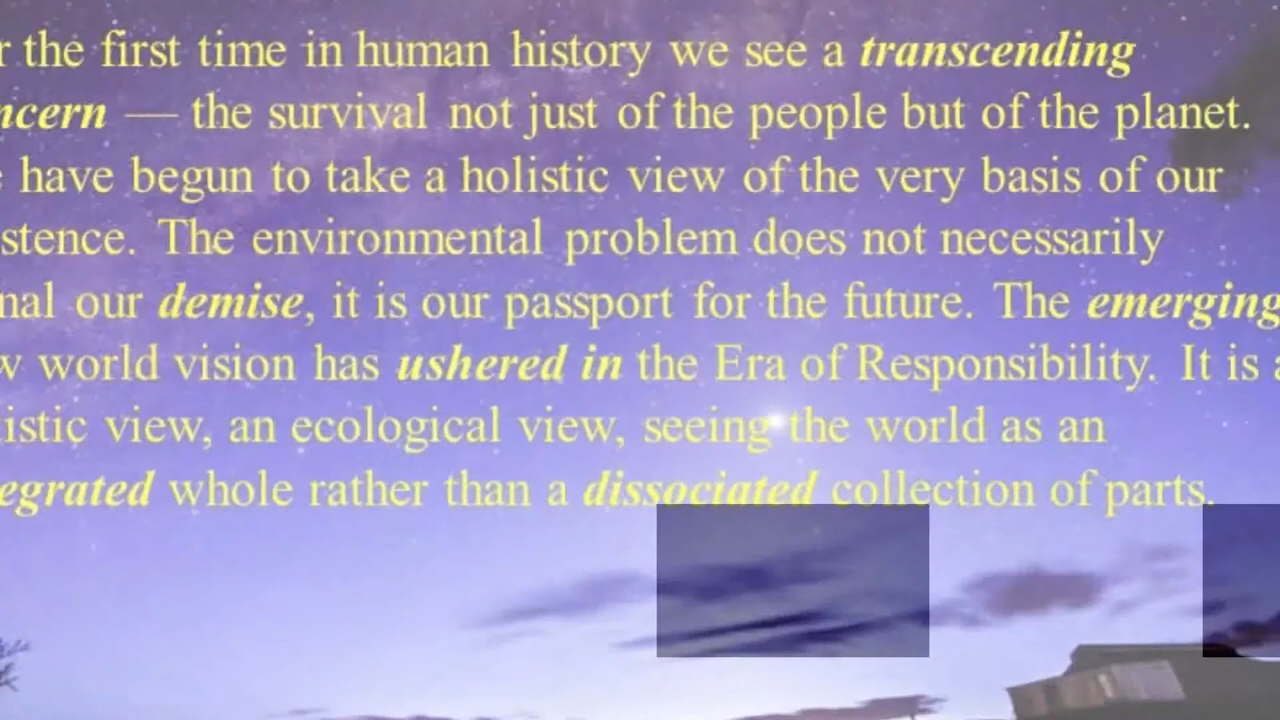 r the first time in human history we see a transcending
ncern — the survival not just of the people but of the planet.
e have begun to take a holistic view of the very basis of our
stence. The environmental problem does not necessarily
nal our demise, it is our passport for the future. The emerging
w world vision has ushered in the Era of Responsibility. It is a
listic view, an ecological view, seeing the world as an
egrated whole rather than a dissociated collection of parts.